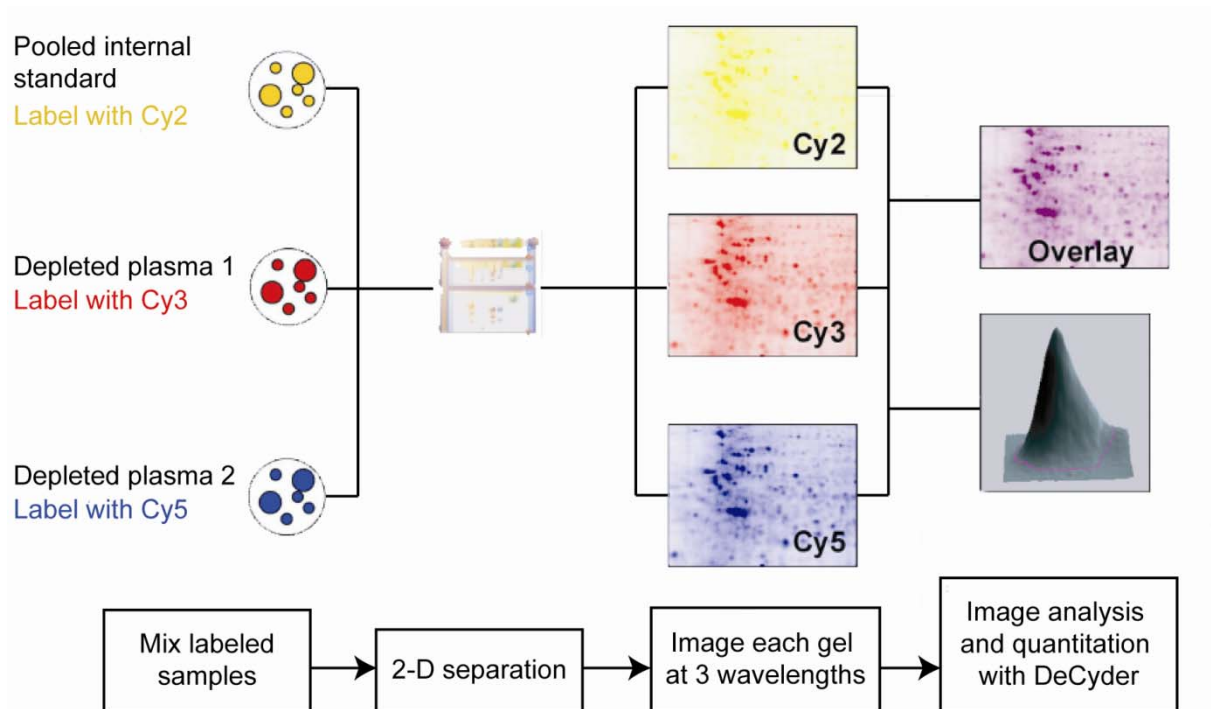 Pooled internal
standard
Label with Cy2
Depleted plasma 1
Label with Cy3
Depleted plasma 2
Label with Cy5
Cy2
Cy3
Cy5
Overlay
Mix labeled
samples
2-D separation
Image each gel
at 3 wavelengths
Image analysis
and quantitation
with DeCyder